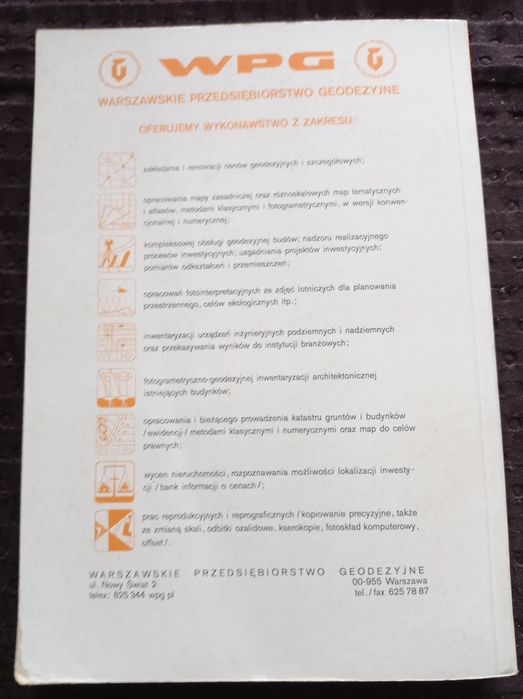 WPG
WARSZAWSKIE PRZEDSIĘBIORSTWO GEODEZYJNE
OFERUJEMY WYKONAWSTWO Z ZAKRESU:
zakładania i renowacji osnów geodezyjnych i szczegółowych;
opracowania mapy zasadniczej oraz różnoskalowych map tematycznych
i atlasów, metodami klasycznymi i fotogrametrycznymi, w wersji konwen-
cjonalnej i numerycznej;
kompleksowej obsługi geodezyjnej budów; nadzoru realizacyjnego
procesów inwestycyjnych; uzgadniania projektów inwestycyjnych;
pomiarów odkształceń i przemieszczeń;
opracowań fotointerpretacyjnych ze zdjęć lotniczych dla planowania
przestrzennego, celów ekologicznych itp.;
inwentaryzacji urządzeń inżynieryjnych podziemnych i nadziemnych
oraz przekazywania wyników do instytucji branżowych;
fotogrametryczno-geodezyjnej inwentaryzacji architektonicznej
istniejących budynków;
opracowania i bieżącego prowadzenia katastru gruntów i budynków
/ewidencji/ metodami klasycznymi i numerycznymi oraz map do celów
prawnych;
wycen nieruchomości, rozpoznawania możliwości lokalizacji inwesty-
cji /bank informacji o cenach/;
prac reprodukcyjnych i reprograficznych /kopiowanie precyzyjne, także
ze zmianą skali, odbitki ozalidowe, kserokopie, fotoskład komputerowy,
offset/.
WARSZAWSKIE PRZEDSIĘBIORSTWO GEODEZYJNE
ul. Nowy Świat 2 00-955 Warszawa
telex: 825 344 wpg pl tel./fax 625 78 87